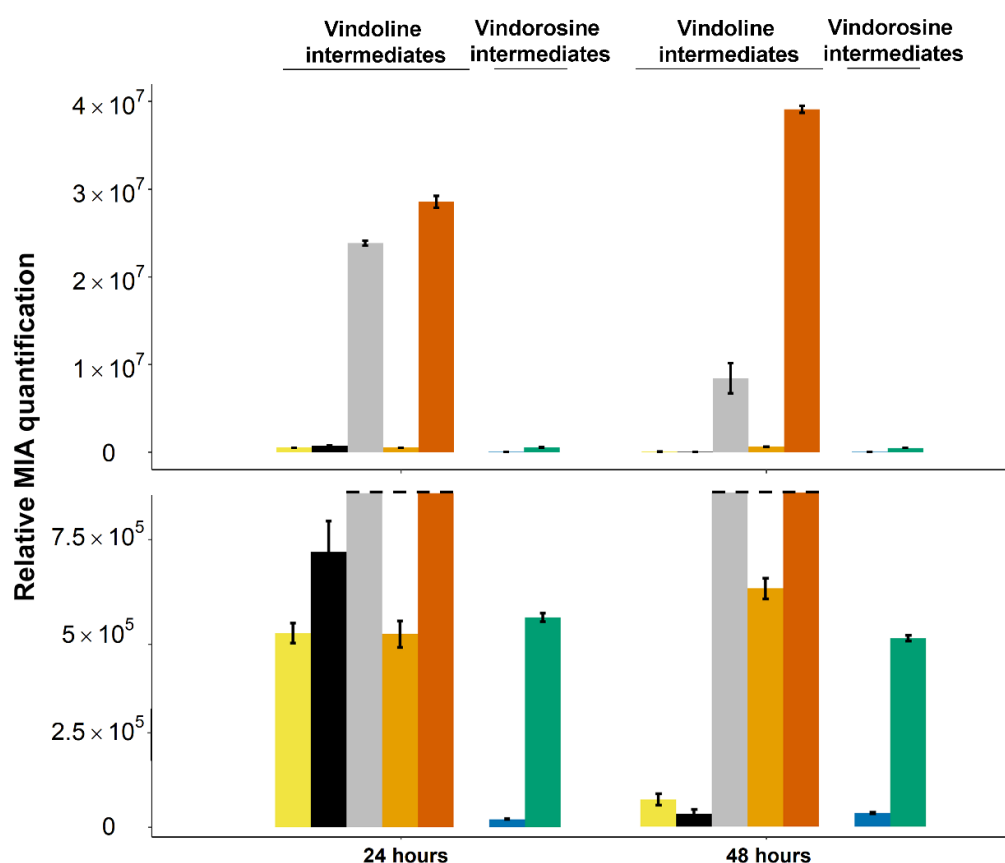 Vindoline intermediates
Vindorosine intermediates
Vindoline intermediates
Vindorosine intermediates
Relative MIA quantification
4 × 10⁷
3 × 10⁷
2 × 10⁷
1 × 10⁷
0
7.5 × 10⁵
5 × 10⁵
2.5 × 10⁵
0
24 hours
48 hours